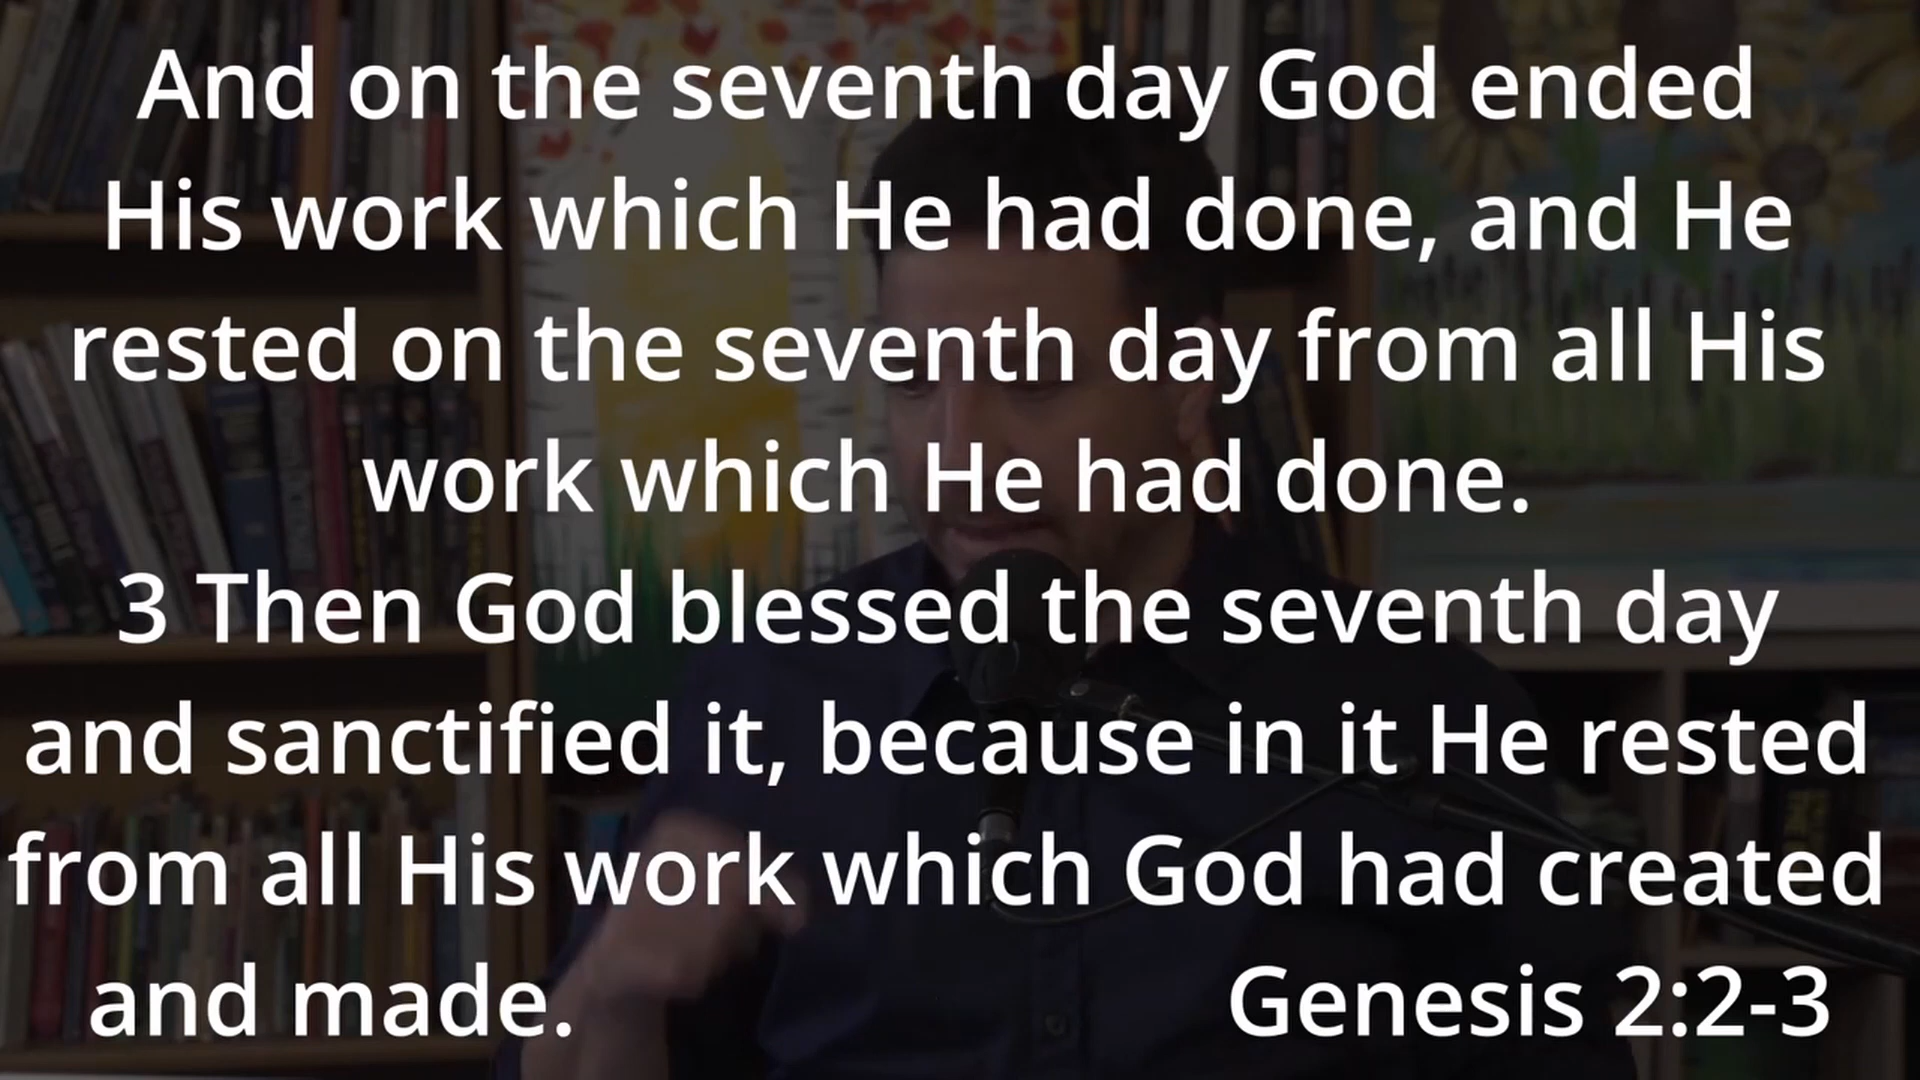 And on the seventh day God ended
His work which He had done, and He
rested on the seventh day from all His
work which He had done.
3 Then God blessed the seventh day
and sanctified it, because in it He rested
from all His work which God had created
and made. Genesis 2:2-3